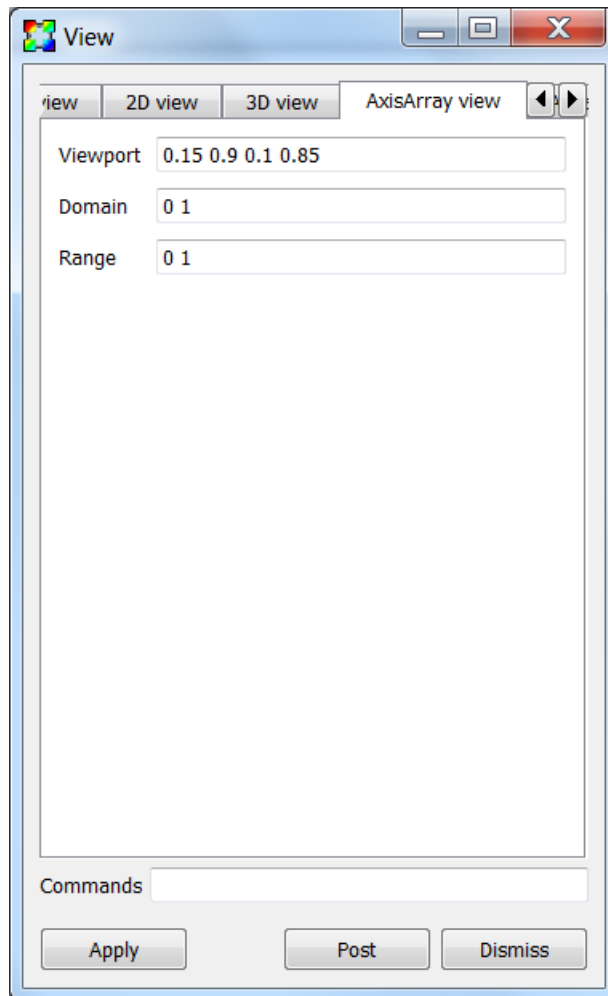 View
view 2D view 3D view AxisArray view
Viewport 0.15 0.9 0.1 0.85
Domain 0 1
Range 0 1
Commands
Apply Post Dismiss